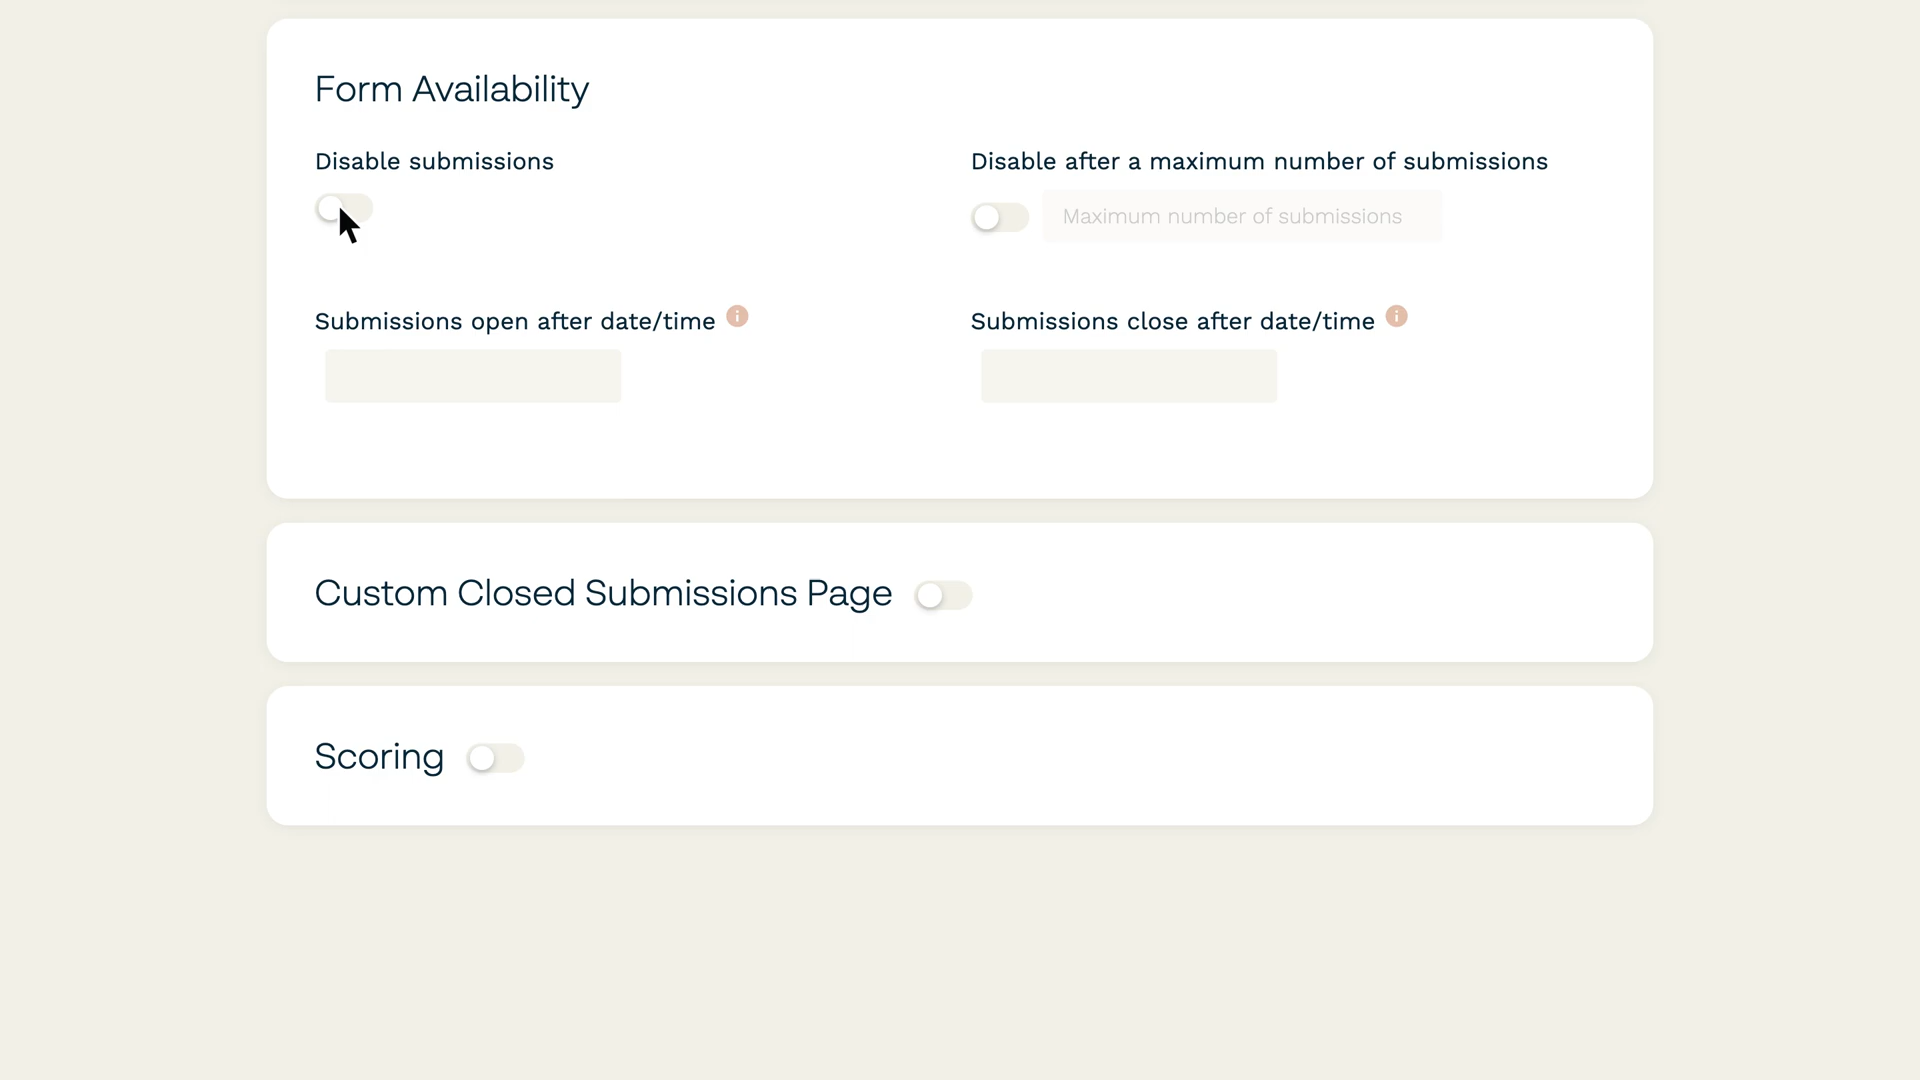 Form Availability
Disable submissions
Disable after a maximum number of submissions
Maximum number of submissions
Submissions open after date/time
Submissions close after date/time
Custom Closed Submissions Page
Scoring